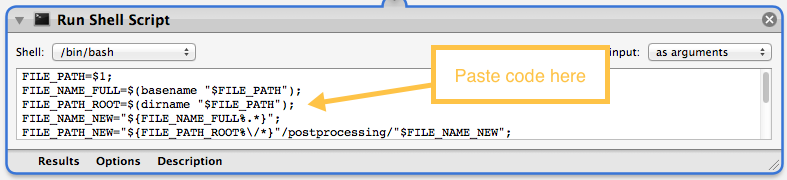 Run Shell Script
Shell: /bin/bash
input: as arguments
FILE_PATH=$1;
FILE_NAME_FULL=$(basename "$FILE_PATH");
FILE_PATH_ROOT=$(dirname "$FILE_PATH");
FILE_NAME_NEW="${FILE_NAME_FULL%.*}";
FILE_PATH_NEW="${FILE_PATH_ROOT%\/*}"/postprocessing/"$FILE_NAME_NEW";
Paste code here
Results Options Description